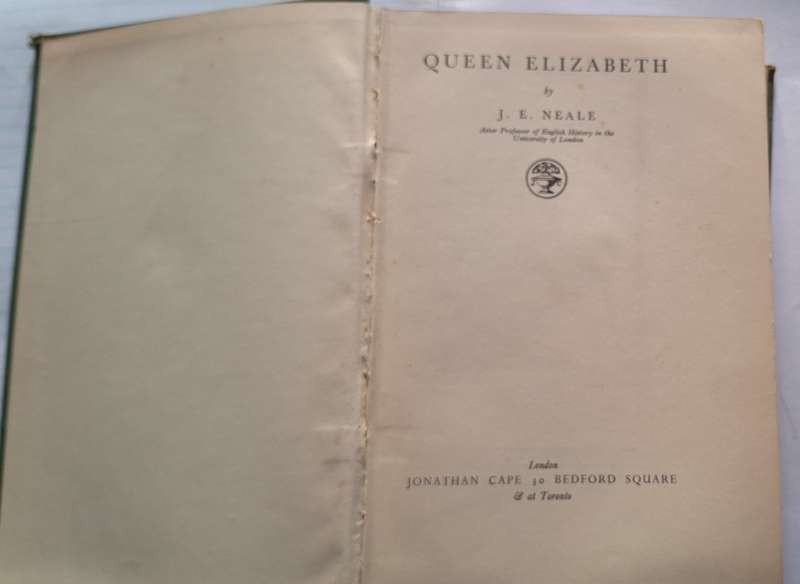 QUEEN ELIZABETH
by
J. E. NEALE
Astor Professor of English History in the
University of London
London
JONATHAN CAPE 30 BEDFORD SQUARE
& at Toronto